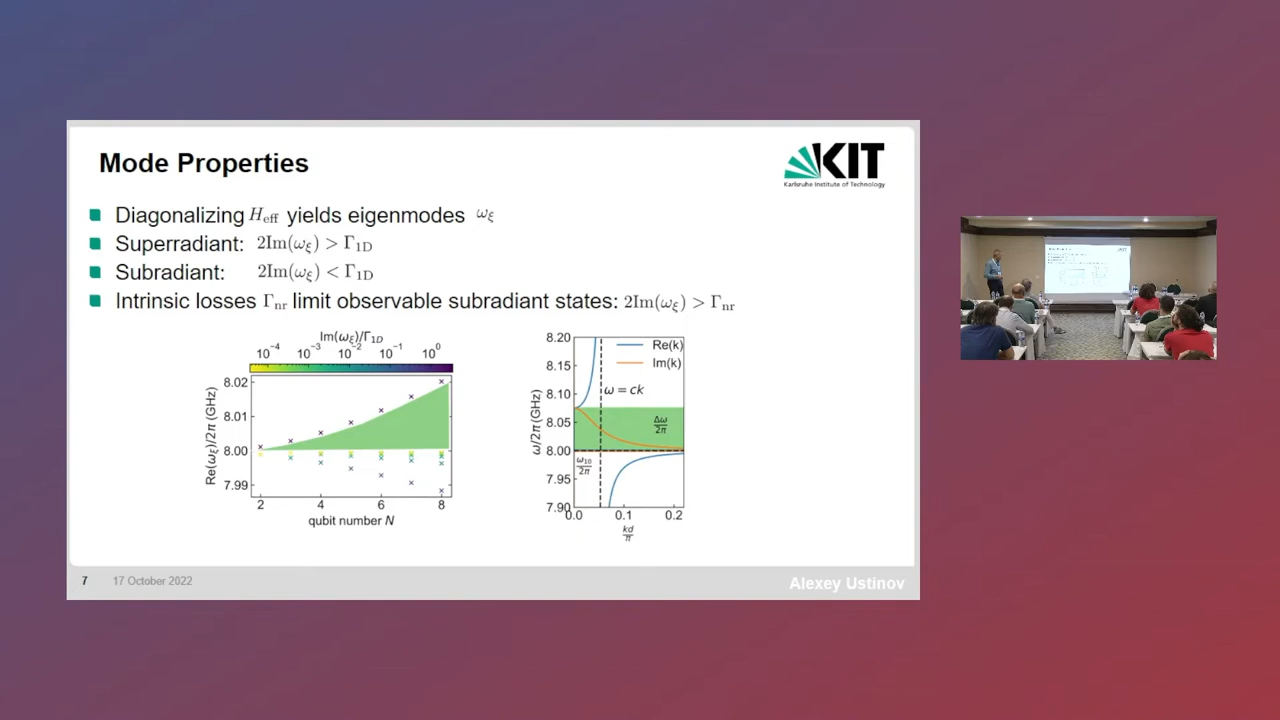 Mode Properties
KIT
Karlsruhe Institute of Technology
Diagonalizing H_eff yields eigenmodes ω_ξ
Superradiant: 2Im(ω_ξ) > Γ_1D
Subradiant: 2Im(ω_ξ) < Γ_1D
Intrinsic losses Γ_nr limit observable subradiant states: 2Im(ω_ξ) > Γ_nr
Im(ω_ξ)/Γ_1D
10^−4 10^−3 10^−2 10^−1 10^0
Re(ω_ξ)/2π (GHz)
8.02
8.01
8.00
7.99
2 4 6 8
qubit number N
ω/2π (GHz)
8.20
8.15
8.10
8.05
8.00
7.95
7.90
Re(k)
Im(k)
ω = ck
Δω/2π
ω_10/2π
0.0 0.1 0.2
kd/π
7 17 October 2022
Alexey Ustinov